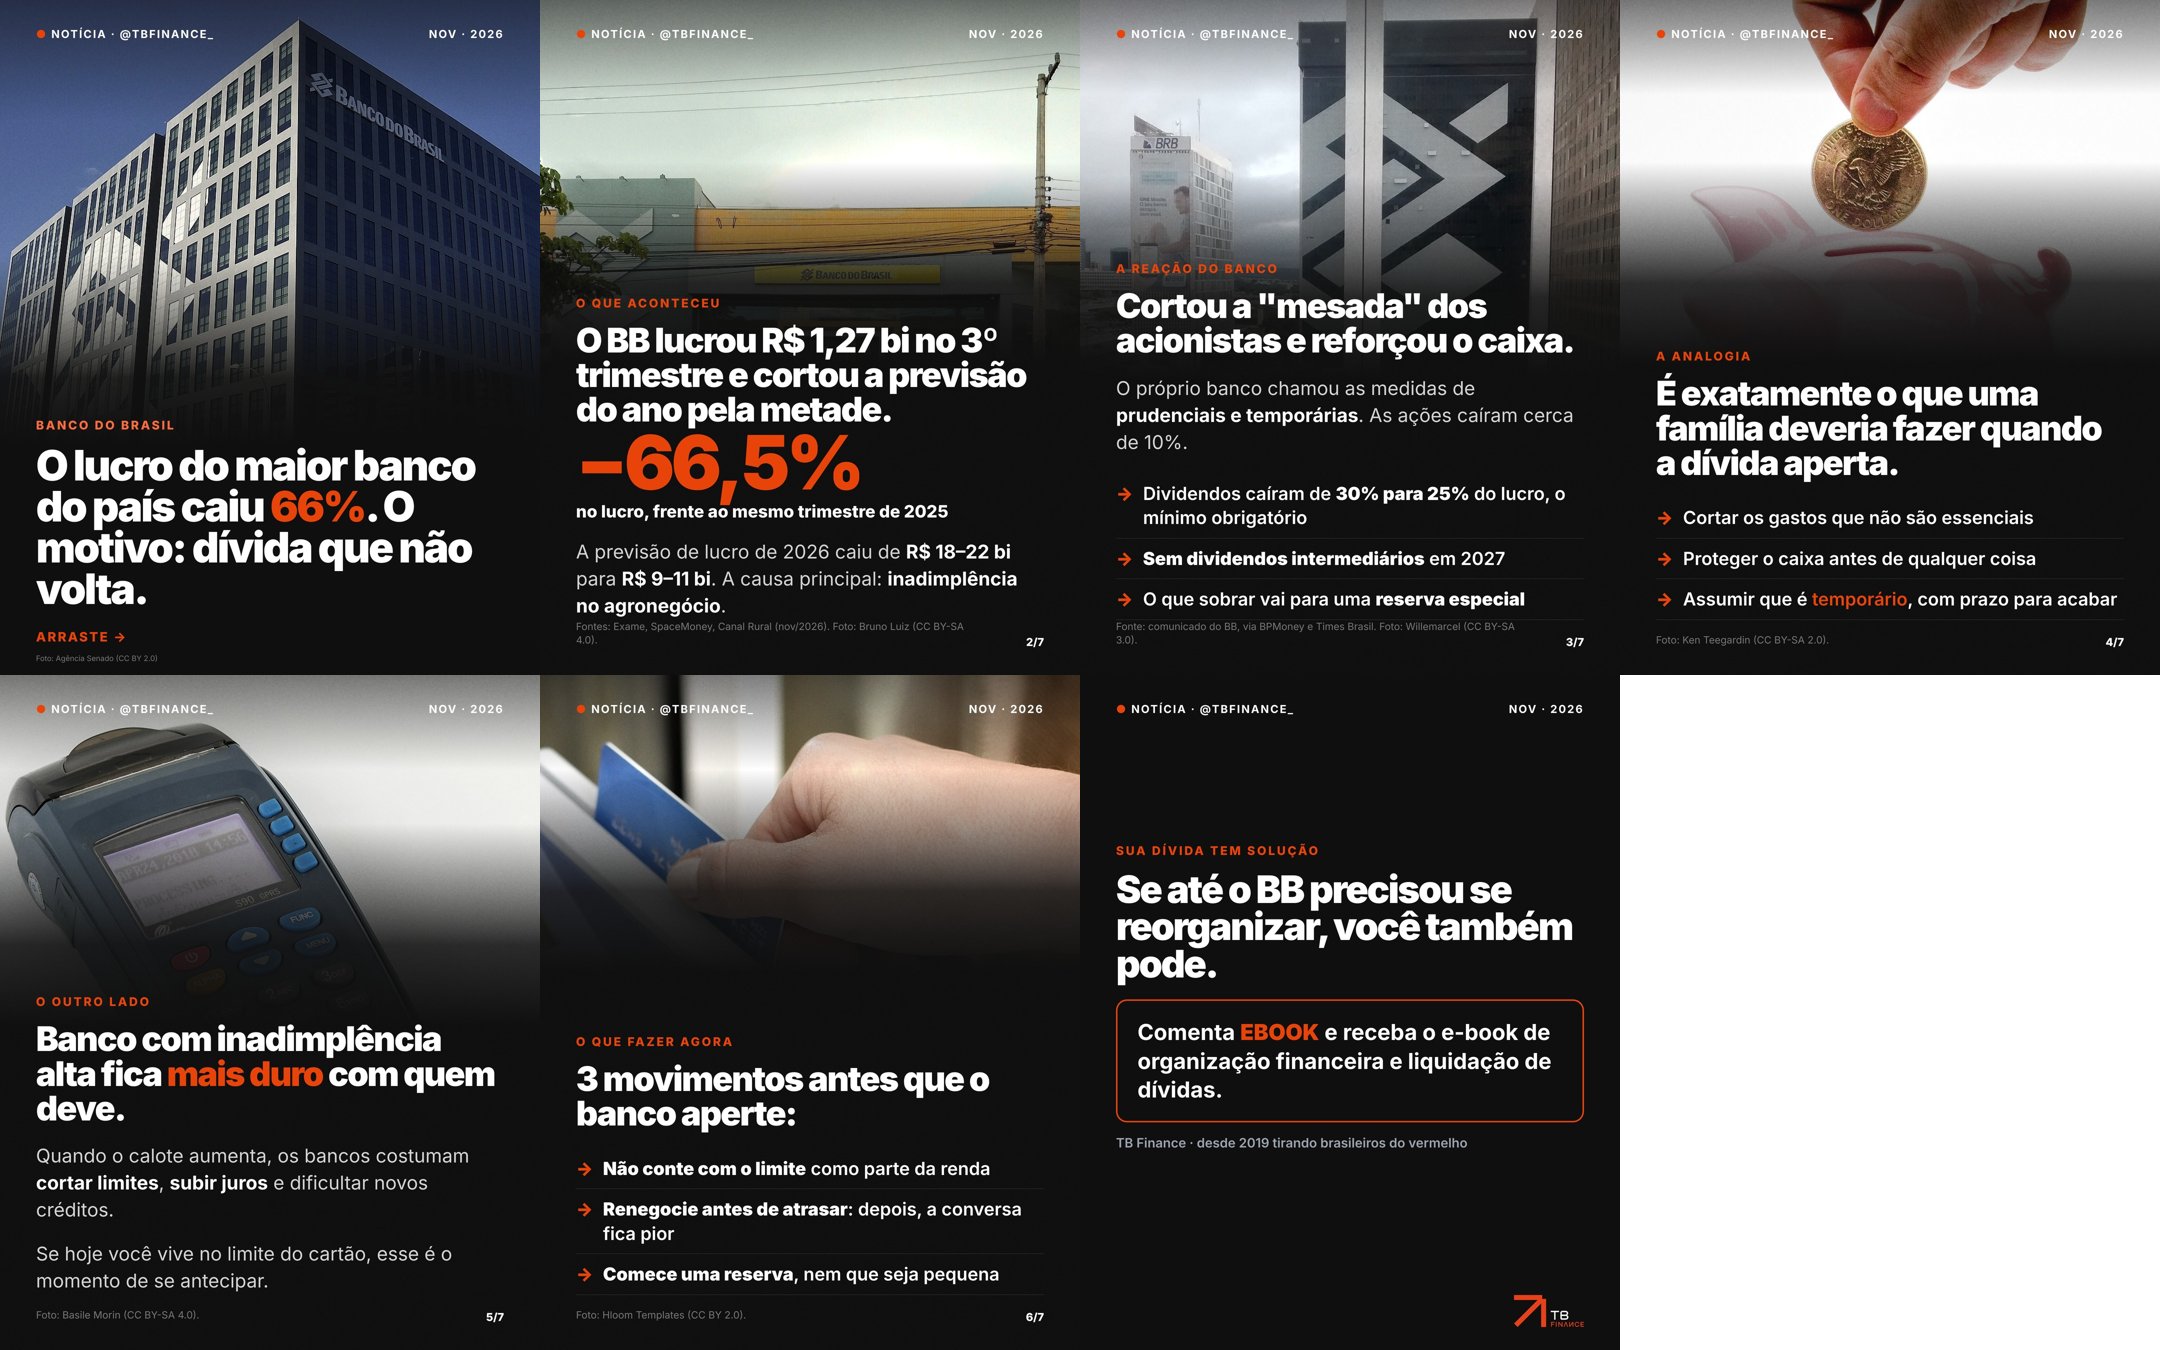 NOTÍCIA · @TBFINANCE_
NOV · 2026
BANCO DO BRASIL
BANCO DO BRASIL
O lucro do maior banco
do país caiu 66%. O
motivo: dívida que não
volta.
ARRASTE →
Foto: Agência Senado (CC BY 2.0)
NOTÍCIA · @TBFINANCE_
NOV · 2026
BANCO DO BRASIL
O QUE ACONTECEU
O BB lucrou R$ 1,27 bi no 3º
trimestre e cortou a previsão
do ano pela metade.
–66,5%
no lucro, frente ao mesmo trimestre de 2025
A previsão de lucro de 2026 caiu de R$ 18–22 bi
para R$ 9–11 bi. A causa principal: inadimplência
no agronegócio.
Fontes: Exame, SpaceMoney, Canal Rural (nov/2026). Foto: Bruno Luiz (CC BY-SA
4.0).
2/7
NOTÍCIA · @TBFINANCE_
NOV · 2026
BRB
A REAÇÃO DO BANCO
Cortou a "mesada" dos
acionistas e reforçou o caixa.
O próprio banco chamou as medidas de
prudenciais e temporárias. As ações caíram cerca
de 10%.
→ Dividendos caíram de 30% para 25% do lucro, o
mínimo obrigatório
→ Sem dividendos intermediários em 2027
→ O que sobrar vai para uma reserva especial
Fonte: comunicado do BB, via BPMoney e Times Brasil. Foto: Willemarcel (CC BY-SA
3.0).
3/7
NOTÍCIA · @TBFINANCE_
NOV · 2026
A ANALOGIA
É exatamente o que uma
família deveria fazer quando
a dívida aperta.
→ Cortar os gastos que não são essenciais
→ Proteger o caixa antes de qualquer coisa
→ Assumir que é temporário, com prazo para acabar
Foto: Ken Teegardin (CC BY-SA 2.0).
4/7
NOTÍCIA · @TBFINANCE_
NOV · 2026
PROCESSING
S90 GPRS
FUNC
MENU
O OUTRO LADO
Banco com inadimplência
alta fica mais duro com quem
deve.
Quando o calote aumenta, os bancos costumam
cortar limites, subir juros e dificultar novos
créditos.
Se hoje você vive no limite do cartão, esse é o
momento de se antecipar.
Foto: Basile Morin (CC BY-SA 4.0).
5/7
NOTÍCIA · @TBFINANCE_
NOV · 2026
O QUE FAZER AGORA
3 movimentos antes que o
banco aperte:
→ Não conte com o limite como parte da renda
→ Renegocie antes de atrasar: depois, a conversa
fica pior
→ Comece uma reserva, nem que seja pequena
Foto: Hloom Templates (CC BY 2.0).
6/7
NOTÍCIA · @TBFINANCE_
NOV · 2026
SUA DÍVIDA TEM SOLUÇÃO
Se até o BB precisou se
reorganizar, você também
pode.
Comenta EBOOK e receba o e-book de
organização financeira e liquidação de
dívidas.
TB Finance · desde 2019 tirando brasileiros do vermelho
TB
FINANCE